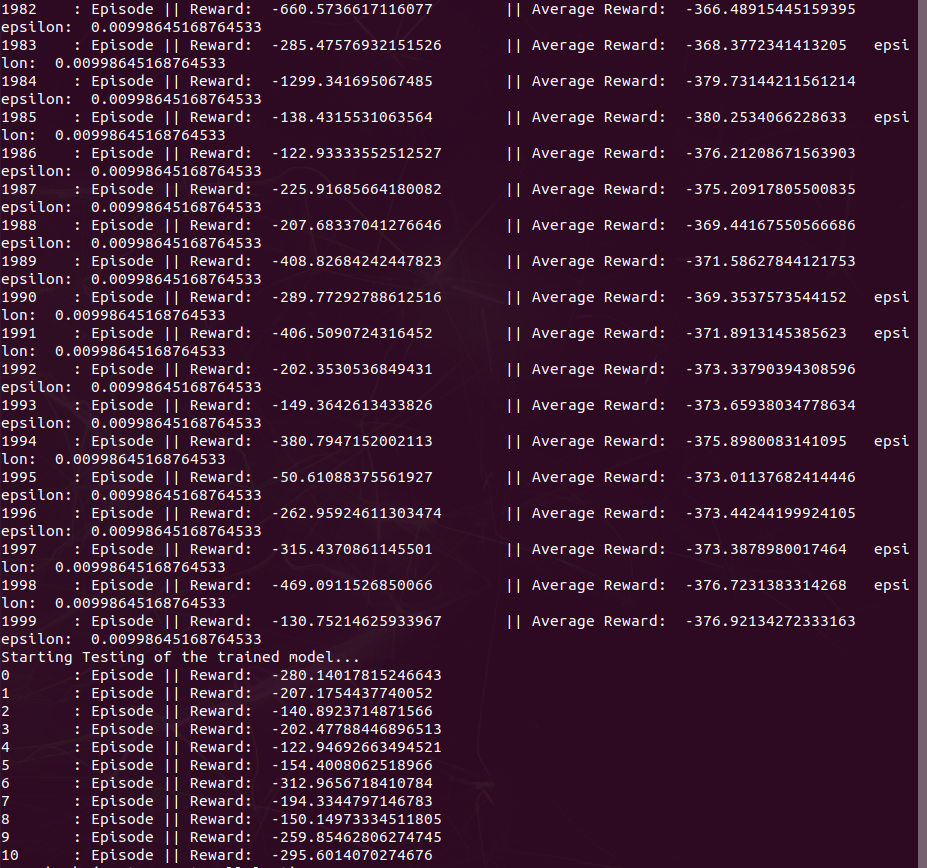 1982    : Episode || Reward:  -660.5736617116077        || Average Reward:  -366.48915445159395
epsilon:  0.00998645168764533
1983    : Episode || Reward:  -285.47576932151526       || Average Reward:  -368.3772341413205   epsi
lon:  0.00998645168764533
1984    : Episode || Reward:  -1299.341695067485        || Average Reward:  -379.73144211561214
epsilon:  0.00998645168764533
1985    : Episode || Reward:  -138.4315531063564        || Average Reward:  -380.2534066228633   epsi
lon:  0.00998645168764533
1986    : Episode || Reward:  -122.93333552512527       || Average Reward:  -376.21208671563903
epsilon:  0.00998645168764533
1987    : Episode || Reward:  -225.91685664180082       || Average Reward:  -375.20917805500835
epsilon:  0.00998645168764533
1988    : Episode || Reward:  -207.68337041276646       || Average Reward:  -369.44167550566686
epsilon:  0.00998645168764533
1989    : Episode || Reward:  -408.82684242447823       || Average Reward:  -371.58627844121753
epsilon:  0.00998645168764533
1990    : Episode || Reward:  -289.77292788612516       || Average Reward:  -369.3537573544152   epsi
lon:  0.00998645168764533
1991    : Episode || Reward:  -406.5090724316452        || Average Reward:  -371.8913145385623   epsi
lon:  0.00998645168764533
1992    : Episode || Reward:  -202.3530536849431        || Average Reward:  -373.33790394308596
epsilon:  0.00998645168764533
1993    : Episode || Reward:  -149.3642613433826        || Average Reward:  -373.65938034778634
epsilon:  0.00998645168764533
1994    : Episode || Reward:  -380.7947152002113        || Average Reward:  -375.8980083141095   epsi
lon:  0.00998645168764533
1995    : Episode || Reward:  -50.61088375561927        || Average Reward:  -373.01137682414446
epsilon:  0.00998645168764533
1996    : Episode || Reward:  -262.95924611303474       || Average Reward:  -373.44244199924105
epsilon:  0.00998645168764533
1997    : Episode || Reward:  -315.4370861145501        || Average Reward:  -373.3878980017464   epsi
lon:  0.00998645168764533
1998    : Episode || Reward:  -469.0911526850066        || Average Reward:  -376.7231383314268   epsi
lon:  0.00998645168764533
1999    : Episode || Reward:  -130.75214625933967       || Average Reward:  -376.92134272333163
epsilon:  0.00998645168764533
Starting Testing of the trained model...
0       : Episode || Reward:  -280.14017815246643
1       : Episode || Reward:  -207.1754437740052
2       : Episode || Reward:  -140.8923714871566
3       : Episode || Reward:  -202.47788446896513
4       : Episode || Reward:  -122.94692663494521
5       : Episode || Reward:  -154.4008062518966
6       : Episode || Reward:  -312.9656718410784
7       : Episode || Reward:  -194.3344797146783
8       : Episode || Reward:  -150.14973334511805
9       : Episode || Reward:  -259.85462806274745
10      : Episode || Reward:  -295.6014070274676